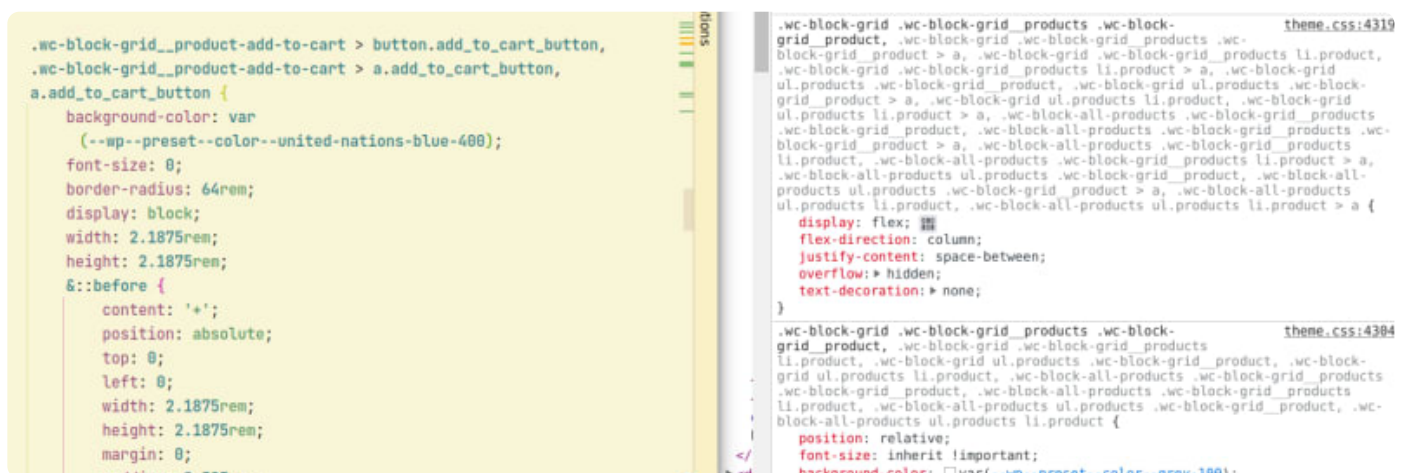 .wc-block-grid__product-add-to-cart > button.add_to_cart_button,
.wc-block-grid__product-add-to-cart > a.add_to_cart_button,
a.add_to_cart_button {
background-color: var
(--wp--preset--color--united-nations-blue-400);
font-size: 0;
border-radius: 64rem;
display: block;
width: 2.1875rem;
height: 2.1875rem;
&::before {
content: '+';
position: absolute;
top: 0;
left: 0;
width: 2.1875rem;
height: 2.1875rem;
margin: 0;
tions
</
.wc-block-grid .wc-block-grid__products .wc-block- theme.css:4319
grid__product, .wc-block-grid .wc-block-grid__products .wc-
block-grid__product > a, .wc-block-grid .wc-block-grid__products li.product,
.wc-block-grid .wc-block-grid__products li.product > a, .wc-block-grid
ul.products .wc-block-grid__product, .wc-block-grid ul.products .wc-block-
grid__product > a, .wc-block-grid ul.products li.product, .wc-block-grid
ul.products li.product > a, .wc-block-all-products .wc-block-grid__products
.wc-block-grid__product, .wc-block-all-products .wc-block-grid__products .wc-
block-grid__product > a, .wc-block-all-products .wc-block-grid__products
li.product, .wc-block-all-products .wc-block-grid__products li.product > a,
.wc-block-all-products ul.products .wc-block-grid__product, .wc-block-all-
products ul.products .wc-block-grid__product > a, .wc-block-all-products
ul.products li.product, .wc-block-all-products ul.products li.product > a {
display: flex;
flex-direction: column;
justify-content: space-between;
overflow: hidden;
text-decoration: none;
}
.wc-block-grid .wc-block-grid__products .wc-block- theme.css:4304
grid__product, .wc-block-grid .wc-block-grid__products
li.product, .wc-block-grid ul.products .wc-block-grid__product, .wc-block-
grid ul.products li.product, .wc-block-all-products .wc-block-grid__products
.wc-block-grid__product, .wc-block-all-products .wc-block-grid__products
li.product, .wc-block-all-products ul.products .wc-block-grid__product, .wc-
block-all-products ul.products li.product {
position: relative;
font-size: inherit !important;
background-color: var(--wp--preset--color--grey-100);